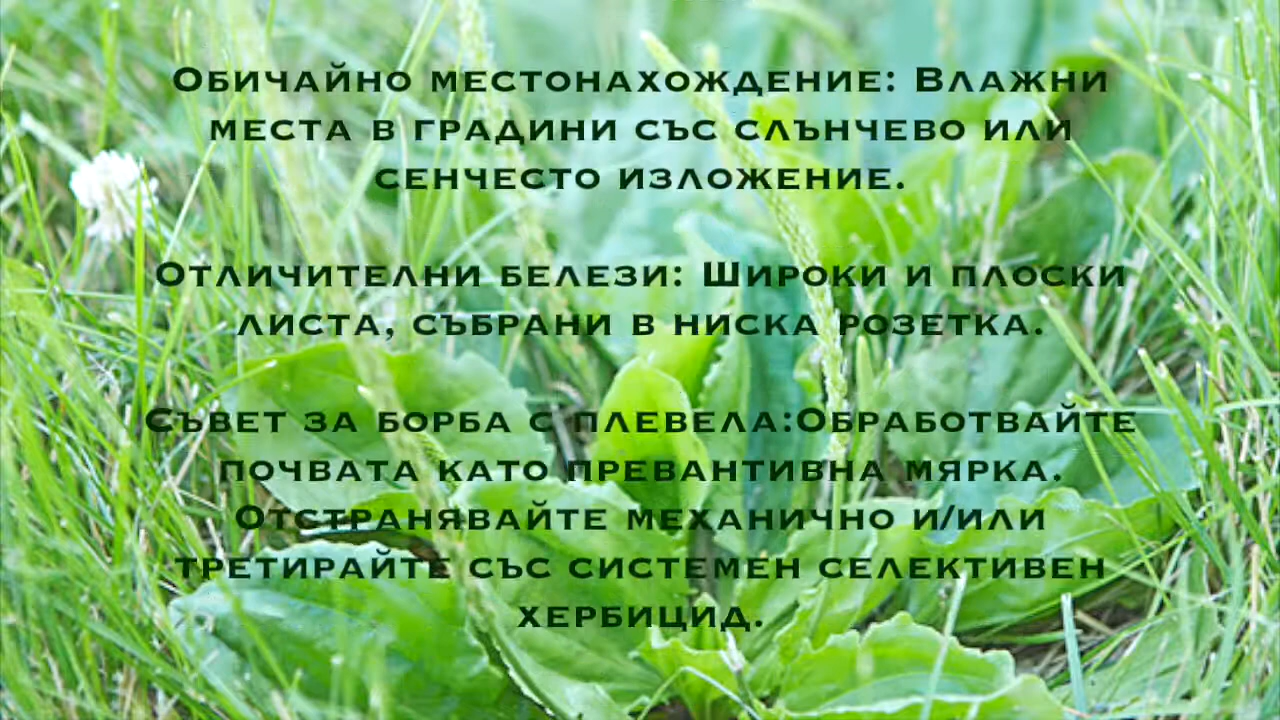 Обичайно местонахождение: Влажни
места в градини със слънчево или
сенчесто изложение.
Отличителни белези: Широки и плоски
листа, събрани в ниска розетка.
Съвет за борба с плевела:Обработвайте
почвата като превантивна мярка.
Отстранявайте механично и/или
третирайте със системен селективен
хербицид.